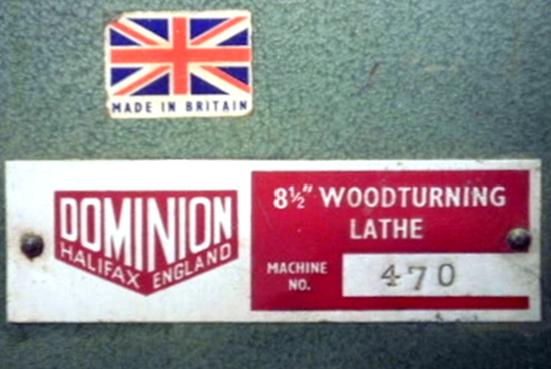 MADE IN BRITAIN
DOMINION
HALIFAX ENGLAND
8½" WOODTURNING
LATHE
MACHINE
NO.
470